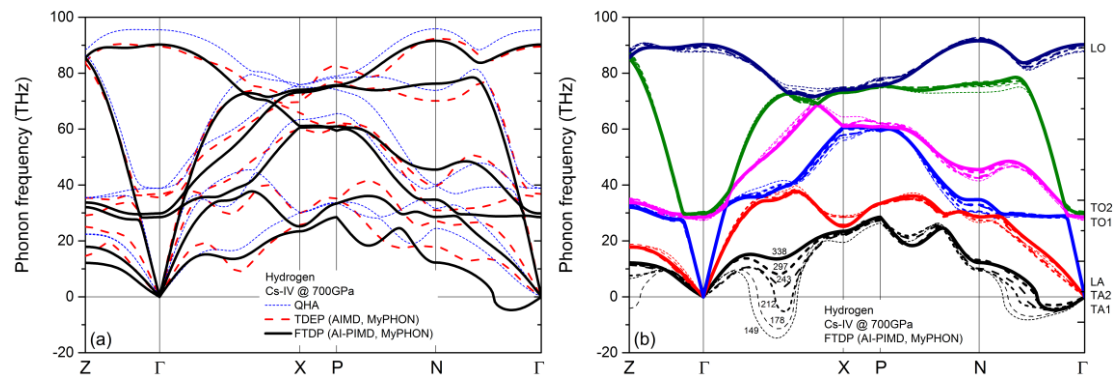 100
80
60
40
20
0
-20
Phonon frequency (THz)
Hydrogen
Cs-IV @ 700GPa
QHA
TDEP (AIMD, MyPHON)
FTDP (AI-PIMD, MyPHON)
(a)
Z Γ X P N Γ
100
80
60
40
20
0
-20
Phonon frequency (THz)
338
297
243
212
178
149
Hydrogen
Cs-IV @ 700GPa
FTDP (AI-PIMD, MyPHON)
(b)
LO
TO2
TO1
LA
TA2
TA1
Z Γ X P N Γ